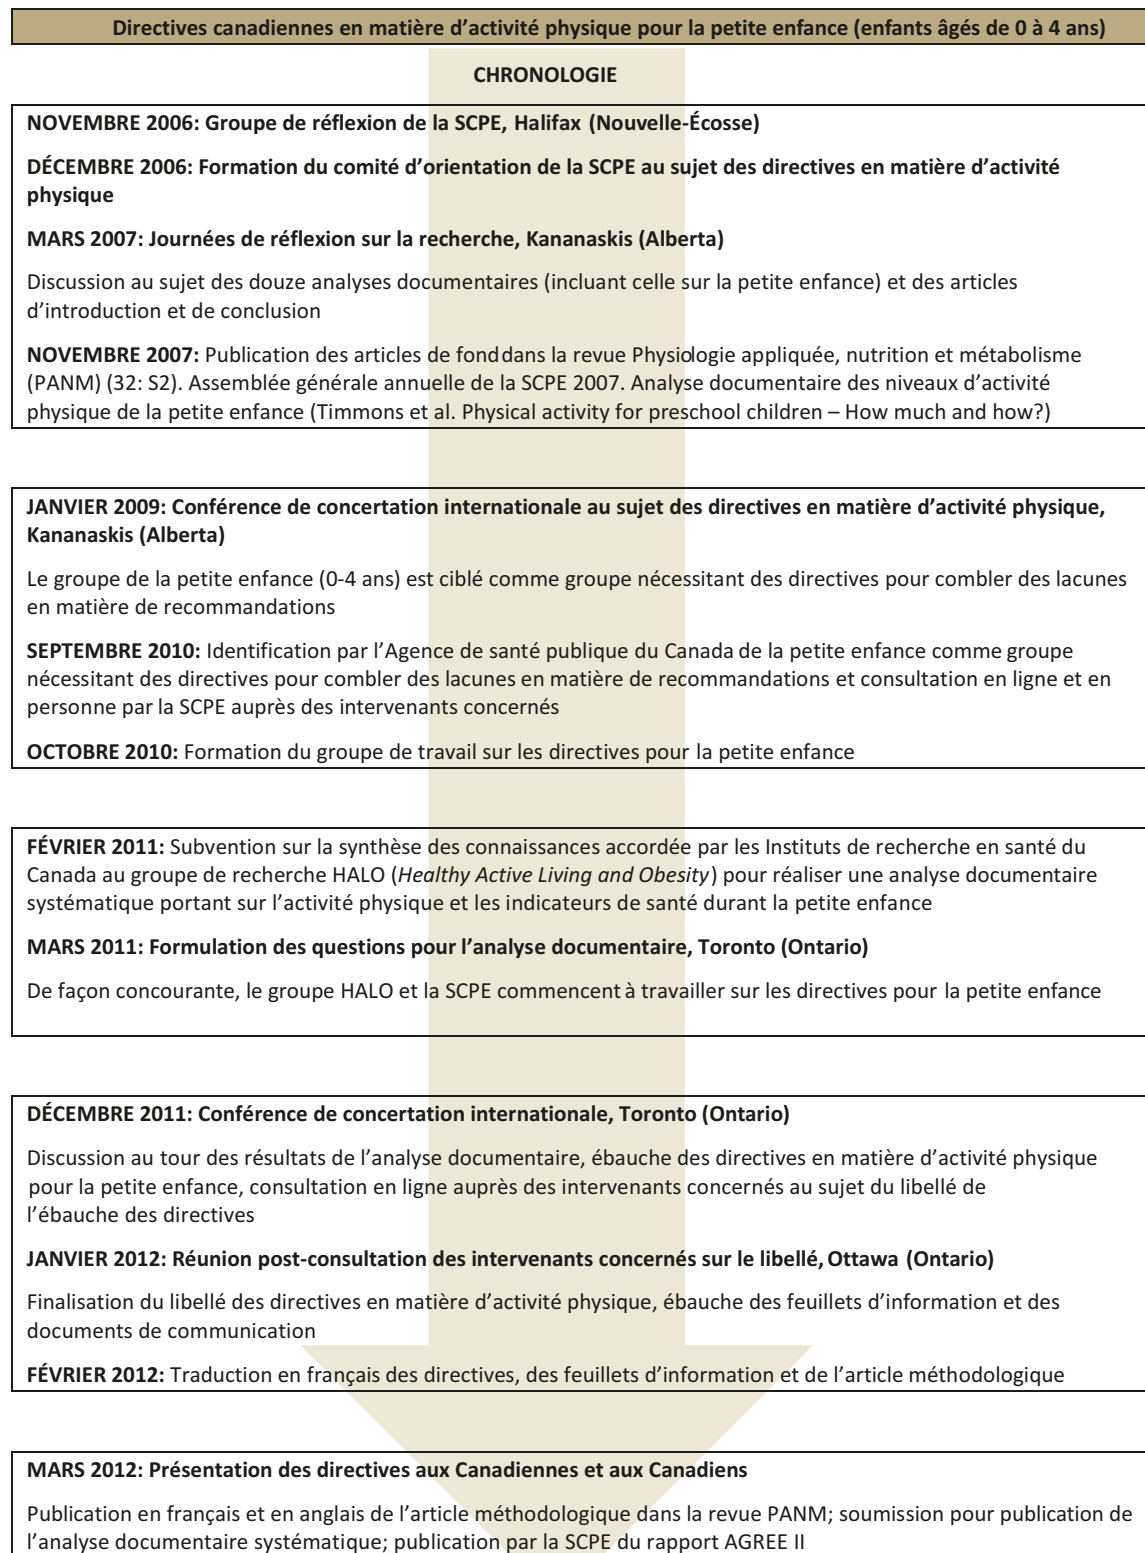 Directives canadiennes en matière d’activité physique pour la petite enfance (enfants âgés de 0 à 4 ans)
CHRONOLOGIE
NOVEMBRE 2006: Groupe de réflexion de la SCPE, Halifax (Nouvelle-Écosse)
DÉCEMBRE 2006: Formation du comité d’orientation de la SCPE au sujet des directives en matière d’activité
physique
MARS 2007: Journées de réflexion sur la recherche, Kananaskis (Alberta)
Discussion au sujet des douze analyses documentaires (incluant celle sur la petite enfance) et des articles
d’introduction et de conclusion
NOVEMBRE 2007: Publication des articles de fond dans la revue Physiologie appliquée, nutrition et métabolisme
(PANM) (32: S2). Assemblée générale annuelle de la SCPE 2007. Analyse documentaire des niveaux d’activité
physique de la petite enfance (Timmons et al. Physical activity for preschool children – How much and how?)
JANVIER 2009: Conférence de concertation internationale au sujet des directives en matière d’activité physique,
Kananaskis (Alberta)
Le groupe de la petite enfance (0-4 ans) est ciblé comme groupe nécessitant des directives pour combler des lacunes
en matière de recommandations
SEPTEMBRE 2010: Identification par l’Agence de santé publique du Canada de la petite enfance comme groupe
nécessitant des directives pour combler des lacunes en matière de recommandations et consultation en ligne et en
personne par la SCPE auprès des intervenants concernés
OCTOBRE 2010: Formation du groupe de travail sur les directives pour la petite enfance
FÉVRIER 2011: Subvention sur la synthèse des connaissances accordée par les Instituts de recherche en santé du
Canada au groupe de recherche HALO (Healthy Active Living and Obesity) pour réaliser une analyse documentaire
systématique portant sur l’activité physique et les indicateurs de santé durant la petite enfance
MARS 2011: Formulation des questions pour l’analyse documentaire, Toronto (Ontario)
De façon concourante, le groupe HALO et la SCPE commencent à travailler sur les directives pour la petite enfance
DÉCEMBRE 2011: Conférence de concertation internationale, Toronto (Ontario)
Discussion au tour des résultats de l’analyse documentaire, ébauche des directives en matière d’activité physique
pour la petite enfance, consultation en ligne auprès des intervenants concernés au sujet du libellé de
l’ébauche des directives
JANVIER 2012: Réunion post-consultation des intervenants concernés sur le libellé, Ottawa (Ontario)
Finalisation du libellé des directives en matière d’activité physique, ébauche des feuillets d’information et des
documents de communication
FÉVRIER 2012: Traduction en français des directives, des feuillets d’information et de l’article méthodologique
MARS 2012: Présentation des directives aux Canadiennes et aux Canadiens
Publication en français et en anglais de l’article méthodologique dans la revue PANM; soumission pour publication de
l’analyse documentaire systématique; publication par la SCPE du rapport AGREE II